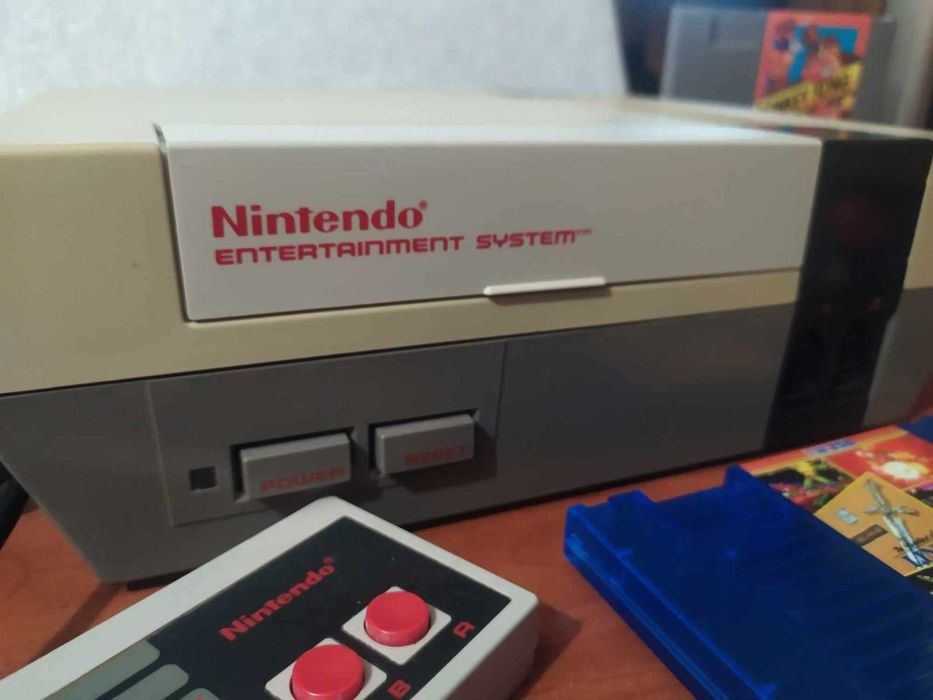 Nintendo®
ENTERTAINMENT SYSTEM™
POWER
RESET
Nintendo®
B
A